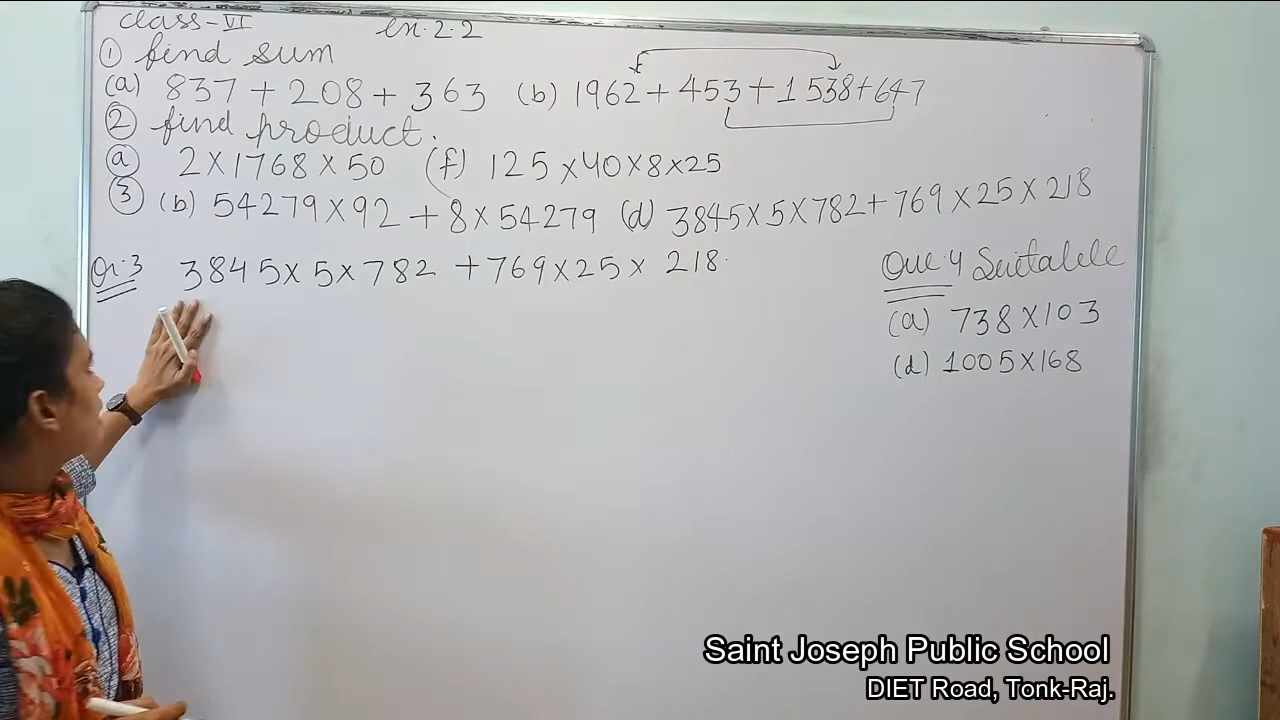 class-VI ex.2.2
① find sum
(a) 837 + 208 + 363 (b) 1962 + 453 + 1538 + 647
② find product.
ⓐ 2 X 1768 X 50 (f) 125 X 40 X 8 X 25
③ (b) 54279 X 92 + 8 X 54279 (d) 3845 X 5 X 782 + 769 X 25 X 218
Qn.3 3845 X 5 X 782 + 769 X 25 X 218
Que.4 Suitable
(a) 738 X 103
(d) 1005 X 168
Saint Joseph Public School
DIET Road, Tonk-Raj.